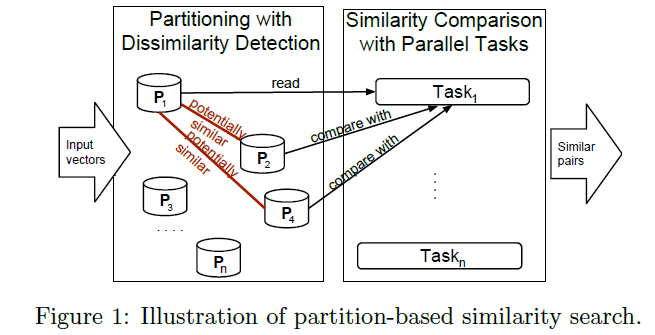 Partitioning with
Dissimilarity Detection
Similarity Comparison
with Parallel Tasks
Input
vectors
P1
read
Task1
potentially
similar
potentially
similar
P2
compare with
compare with
P3
. . . .
P4
Pn
Taskn
Similar
pairs
Figure 1: Illustration of partition-based similarity search.